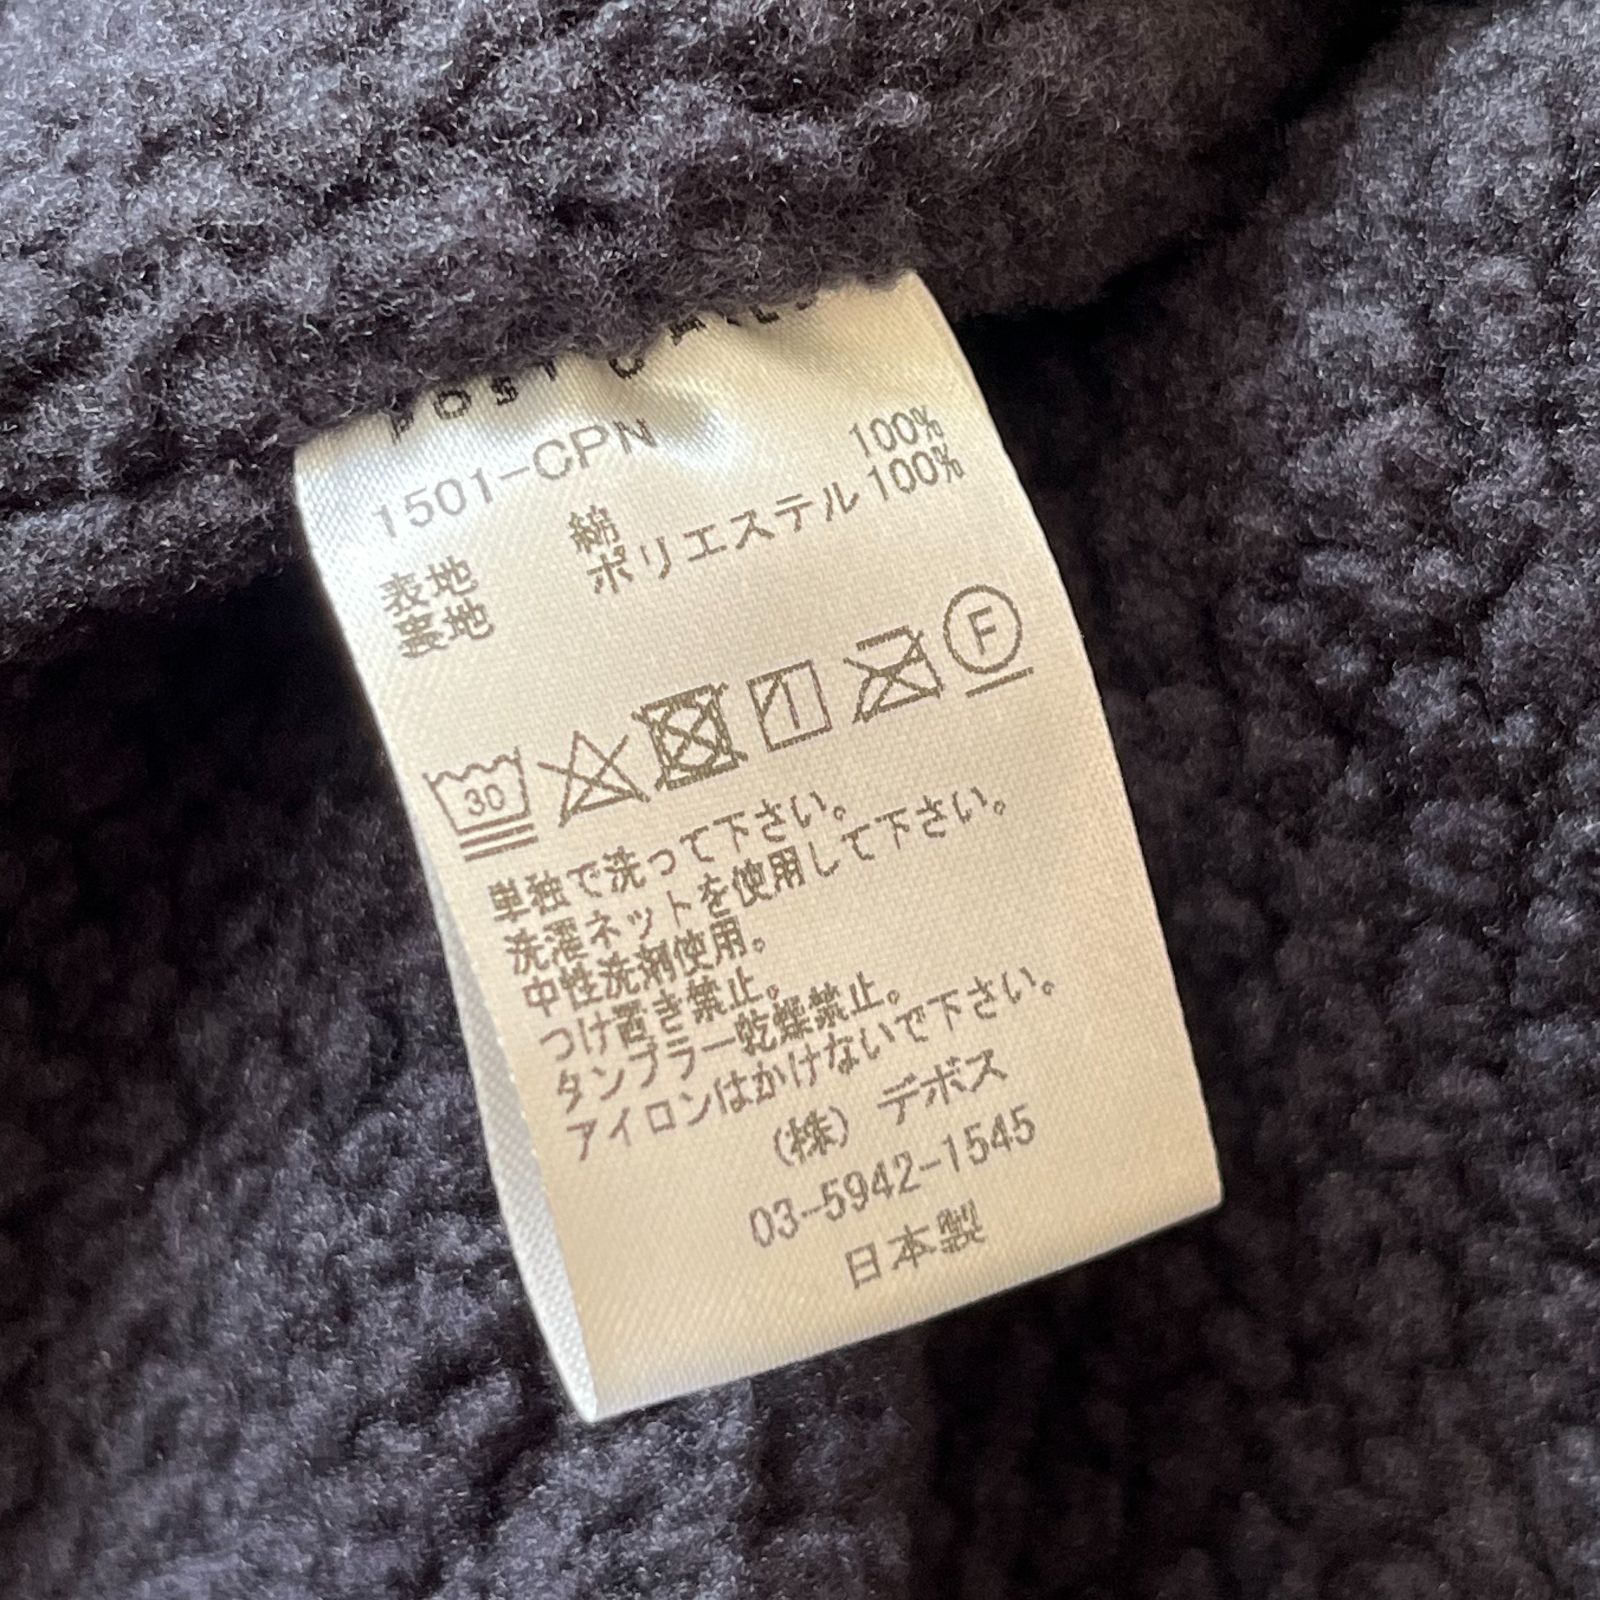 POST O'ALLS
1501-CPN
表地 綿 100%
裏地 ポリエステル 100%
30
F
単独で洗って下さい。
洗濯ネットを使用して下さい。
中性洗剤使用。
つけ置き禁止。
タンブラー乾燥禁止。
アイロンはかけないで下さい。
(株) デボス
03-5942-1545
日本製